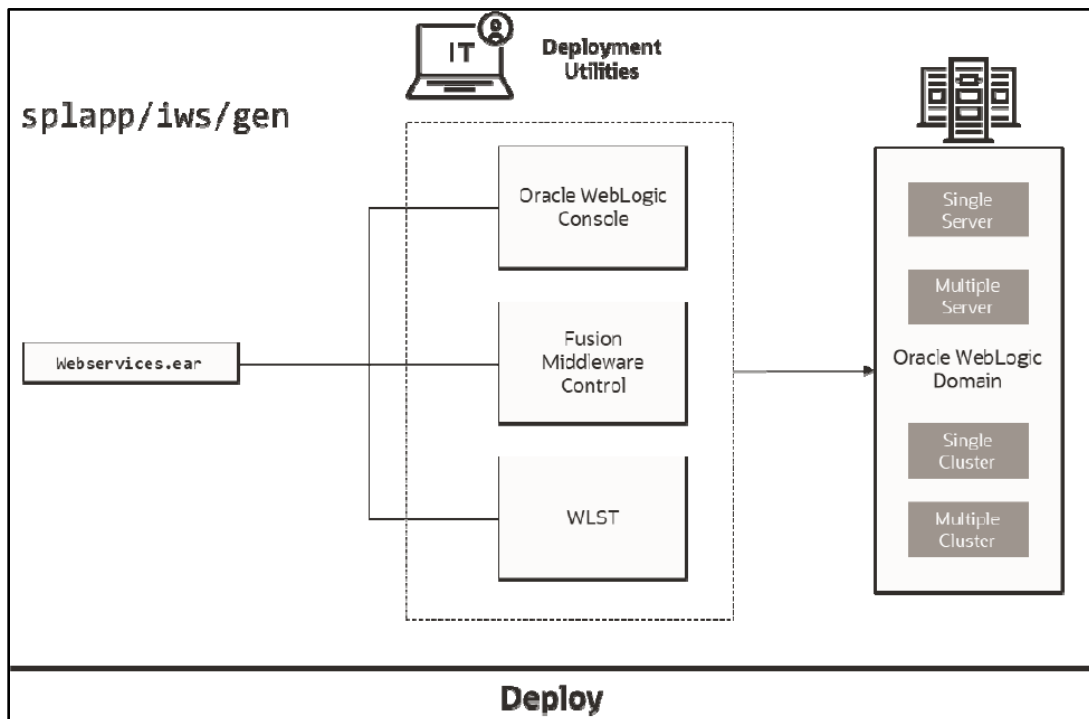 IT
Deployment
Utilities
splapp/iws/gen
Oracle WebLogic
Console
Single
Server
Multiple
Server
Webservices.ear
Fusion
Middleware
Control
Oracle WebLogic
Domain
Single
Cluster
WLST
Multiple
Cluster
Deploy